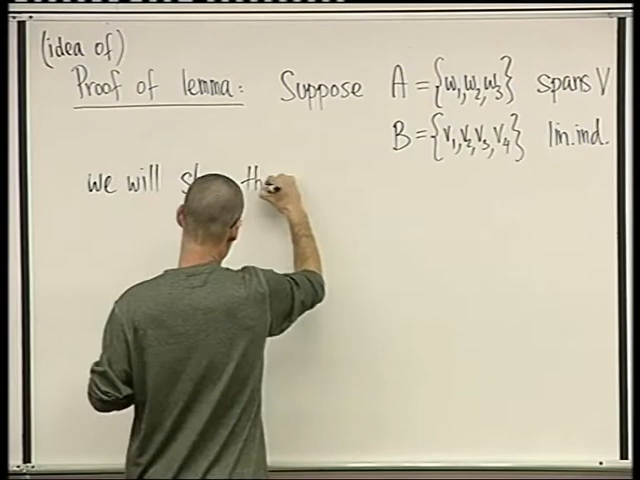 (idea of)
Proof of lemma: Suppose A = {w₁, w₂, w₃} spans V
B = {v₁, v₂, v₃, v₄} lin. ind.
we will